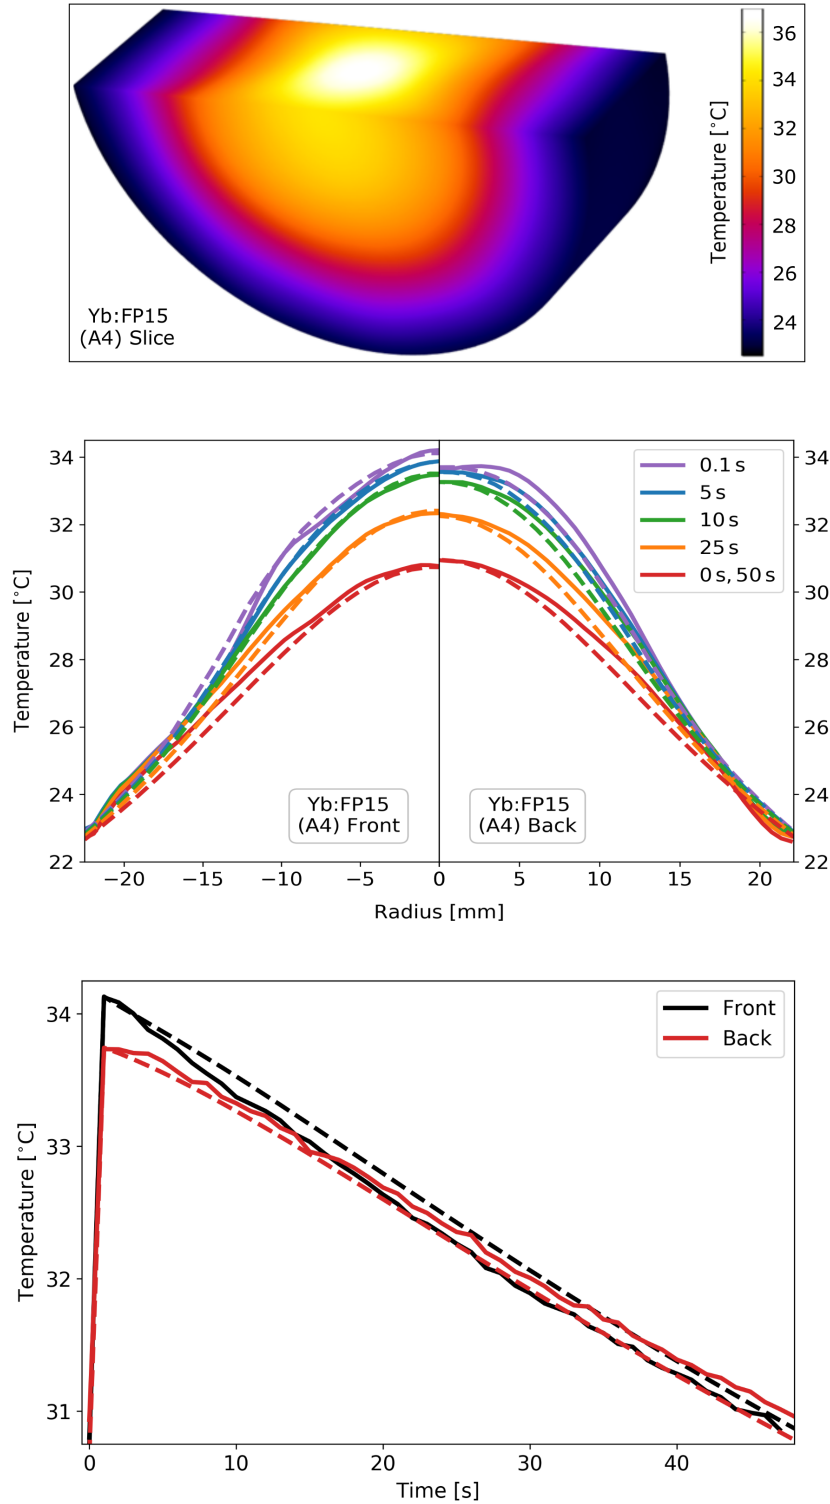 36
34
32
30
28
26
24
Temperature [°C]
Yb:FP15
(A4) Slice
34
32
30
28
26
24
22
34
32
30
28
26
24
22
Temperature [°C]
0.1 s
5 s
10 s
25 s
0 s, 50 s
Yb:FP15
(A4) Front
Yb:FP15
(A4) Back
−20 −15 −10 −5 0 5 10 15 20
Radius [mm]
34
33
32
31
Temperature [°C]
Front
Back
0 10 20 30 40
Time [s]